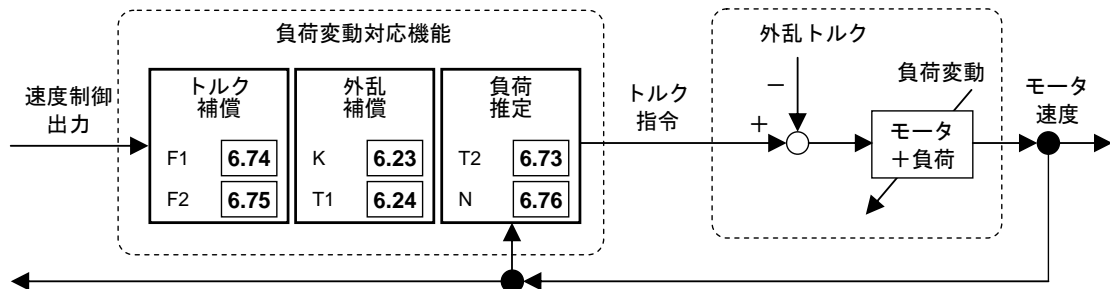 負荷変動対応機能
外乱トルク
速度制御
出力
トルク
補償
F1 6.74
F2 6.75
外乱
補償
K 6.23
T1 6.24
負荷
推定
T2 6.73
N 6.76
トルク
指令
+
−
負荷変動
モータ
+負荷
モータ
速度